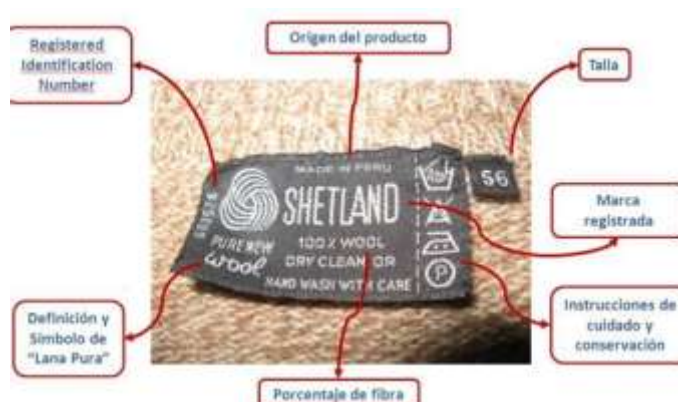 Registered
Identification
Number
Origen del producto
Talla
MADE IN PERU
SHETLAND
56
PURE NEW
wool
100% WOOL
DRY CLEAN OR
HAND WASH WITH CARE
P
Marca
registrada
Definición y
Símbolo de
"Lana Pura"
Instrucciones de
cuidado y
conservación
Porcentaje de fibra